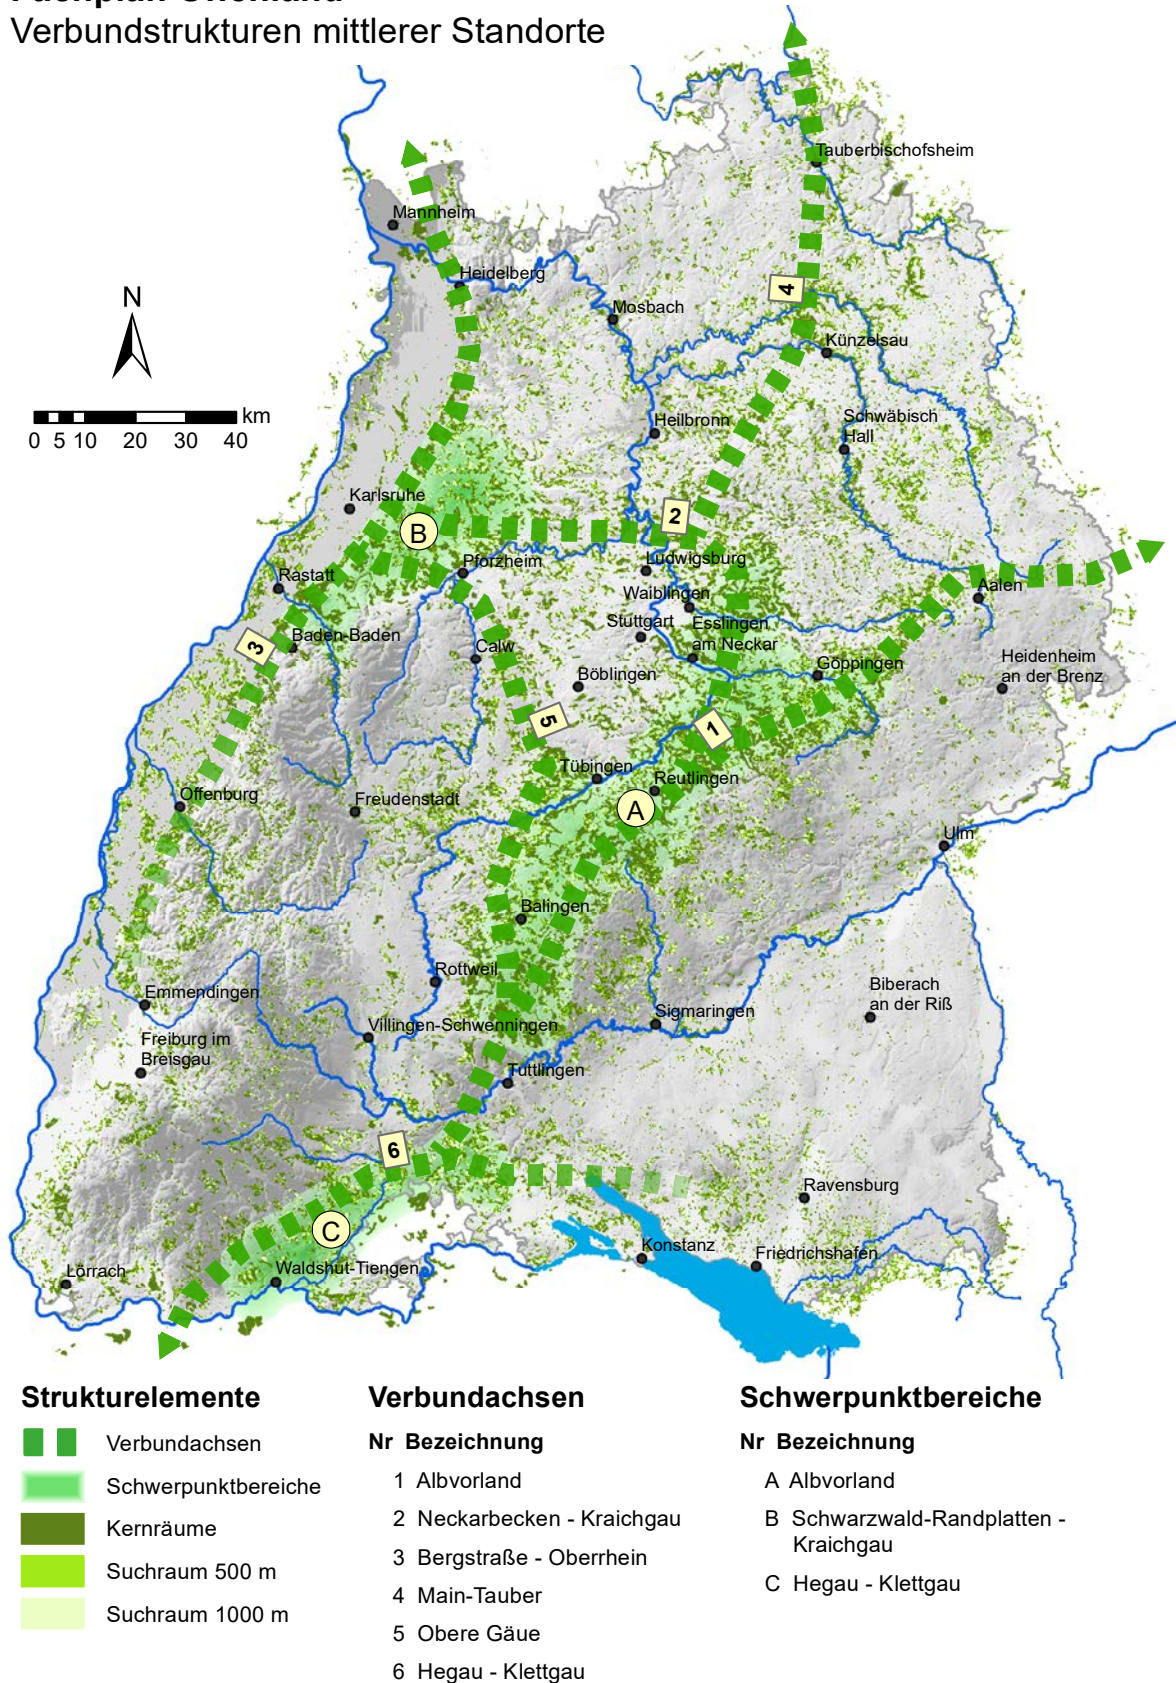 Verbundstrukturen mittlerer Standorte
Tauberbischofsheim
Mannheim
Heidelberg
N
4
Mosbach
Künzelsau
km
0 5 10 20 30 40
Heilbronn
Schwäbisch
Hall
Karlsruhe
2
B
Pforzheim
Ludwigsburg
Rastatt
Aalen
Waiblingen
Stuttgart
Esslingen
am Neckar
3
Baden-Baden
Calw
Göppingen
Heidenheim
an der Brenz
Böblingen
5
1
Tübingen
Reutlingen
Offenburg
Freudenstadt
A
Ulm
Balingen
Rottweil
Emmendingen
Biberach
an der Riß
Sigmaringen
Villingen-Schwenningen
Freiburg im
Breisgau
Tuttlingen
6
Ravensburg
C
Konstanz
Friedrichshafen
Lörrach
Waldshut-Tiengen
Strukturelemente
Verbundachsen
Schwerpunktbereiche
Kernräume
Suchraum 500 m
Suchraum 1000 m
Verbundachsen
Nr Bezeichnung
1 Albvorland
2 Neckarbecken - Kraichgau
3 Bergstraße - Oberrhein
4 Main-Tauber
5 Obere Gäue
6 Hegau - Klettgau
Schwerpunktbereiche
Nr Bezeichnung
A Albvorland
B Schwarzwald-Randplatten -
Kraichgau
C Hegau - Klettgau